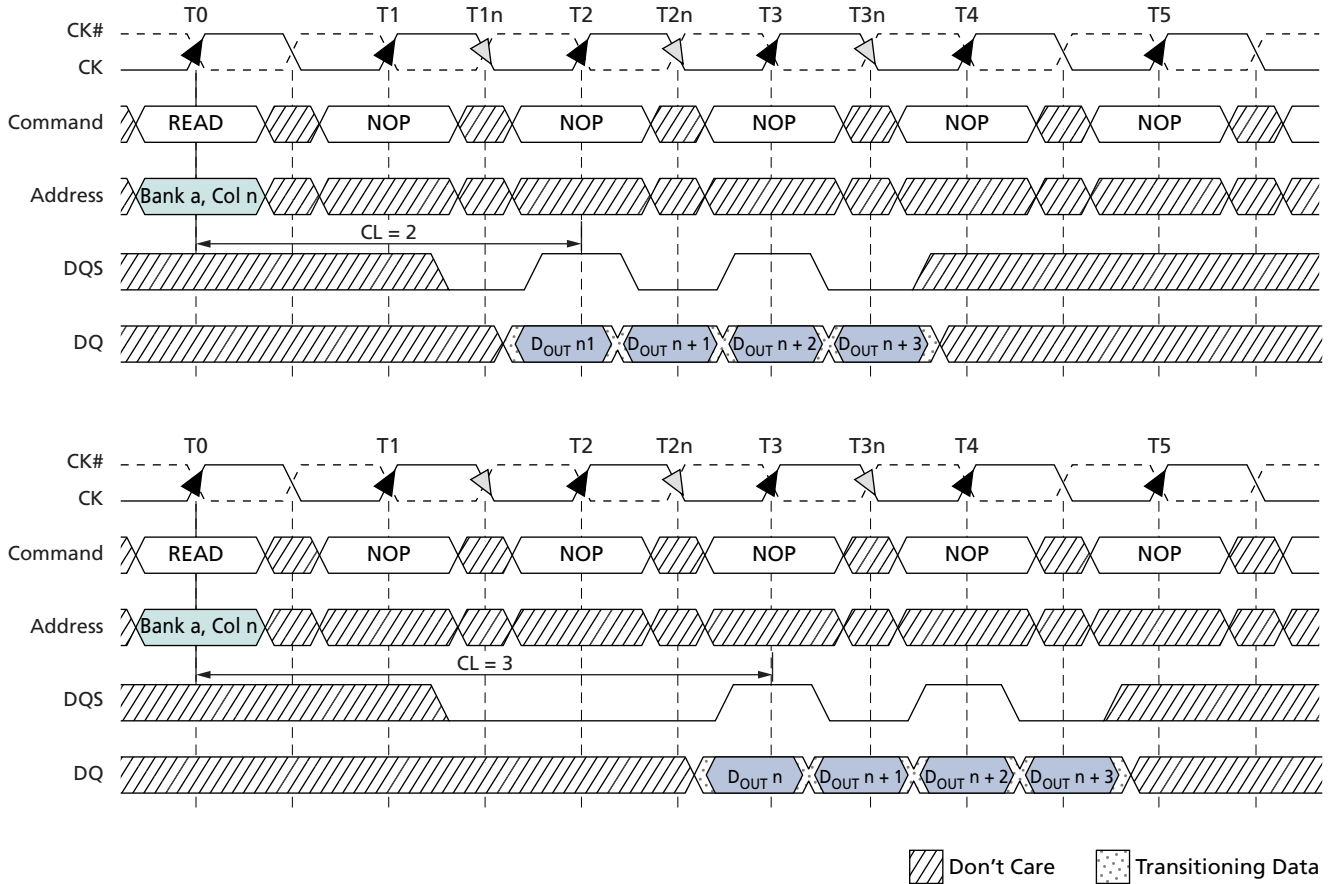 T0 T1 T1n T2 T2n T3 T3n T4 T5
CK#
CK
Command READ NOP NOP NOP NOP NOP
Address Bank a, Col n
CL = 2
DQS
DQ DOUT n1 DOUT n + 1 DOUT n + 2 DOUT n + 3
T0 T1 T2 T2n T3 T3n T4 T5
CK#
CK
Command READ NOP NOP NOP NOP NOP
Address Bank a, Col n
CL = 3
DQS
DQ DOUT n DOUT n + 1 DOUT n + 2 DOUT n + 3
Don't Care Transitioning Data